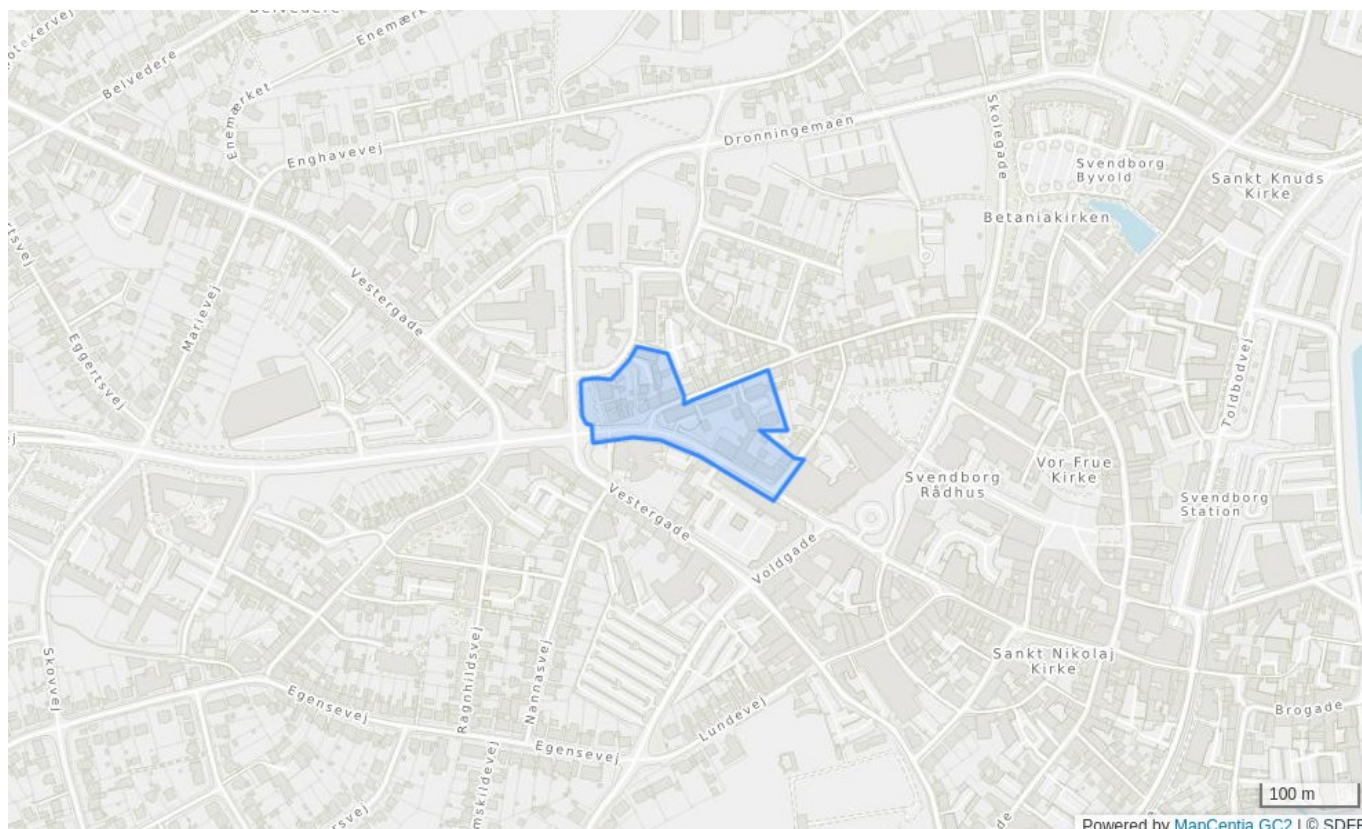 Belvedere
Enemærket
Belvedere
Enemærket
Dronningemaen
Enghavevej
Skolegade
Svendborg
Byvold
Sankt Knuds
Kirke
Betaniakirken
Vestergade
Marievej
Eggertsvej
Toldbodvej
Vor Frue
Kirke
Svendborg
Rådhus
Svendborg
Station
Vestergade
Voldgade
Sankt Nikolaj
Kirke
Skovvej
Ragnhildsvej
Nannasvej
Egensevej
Lundevej
Brogade
Egensevej
100 m
Powered by MapCentia GC2 | © SDFE